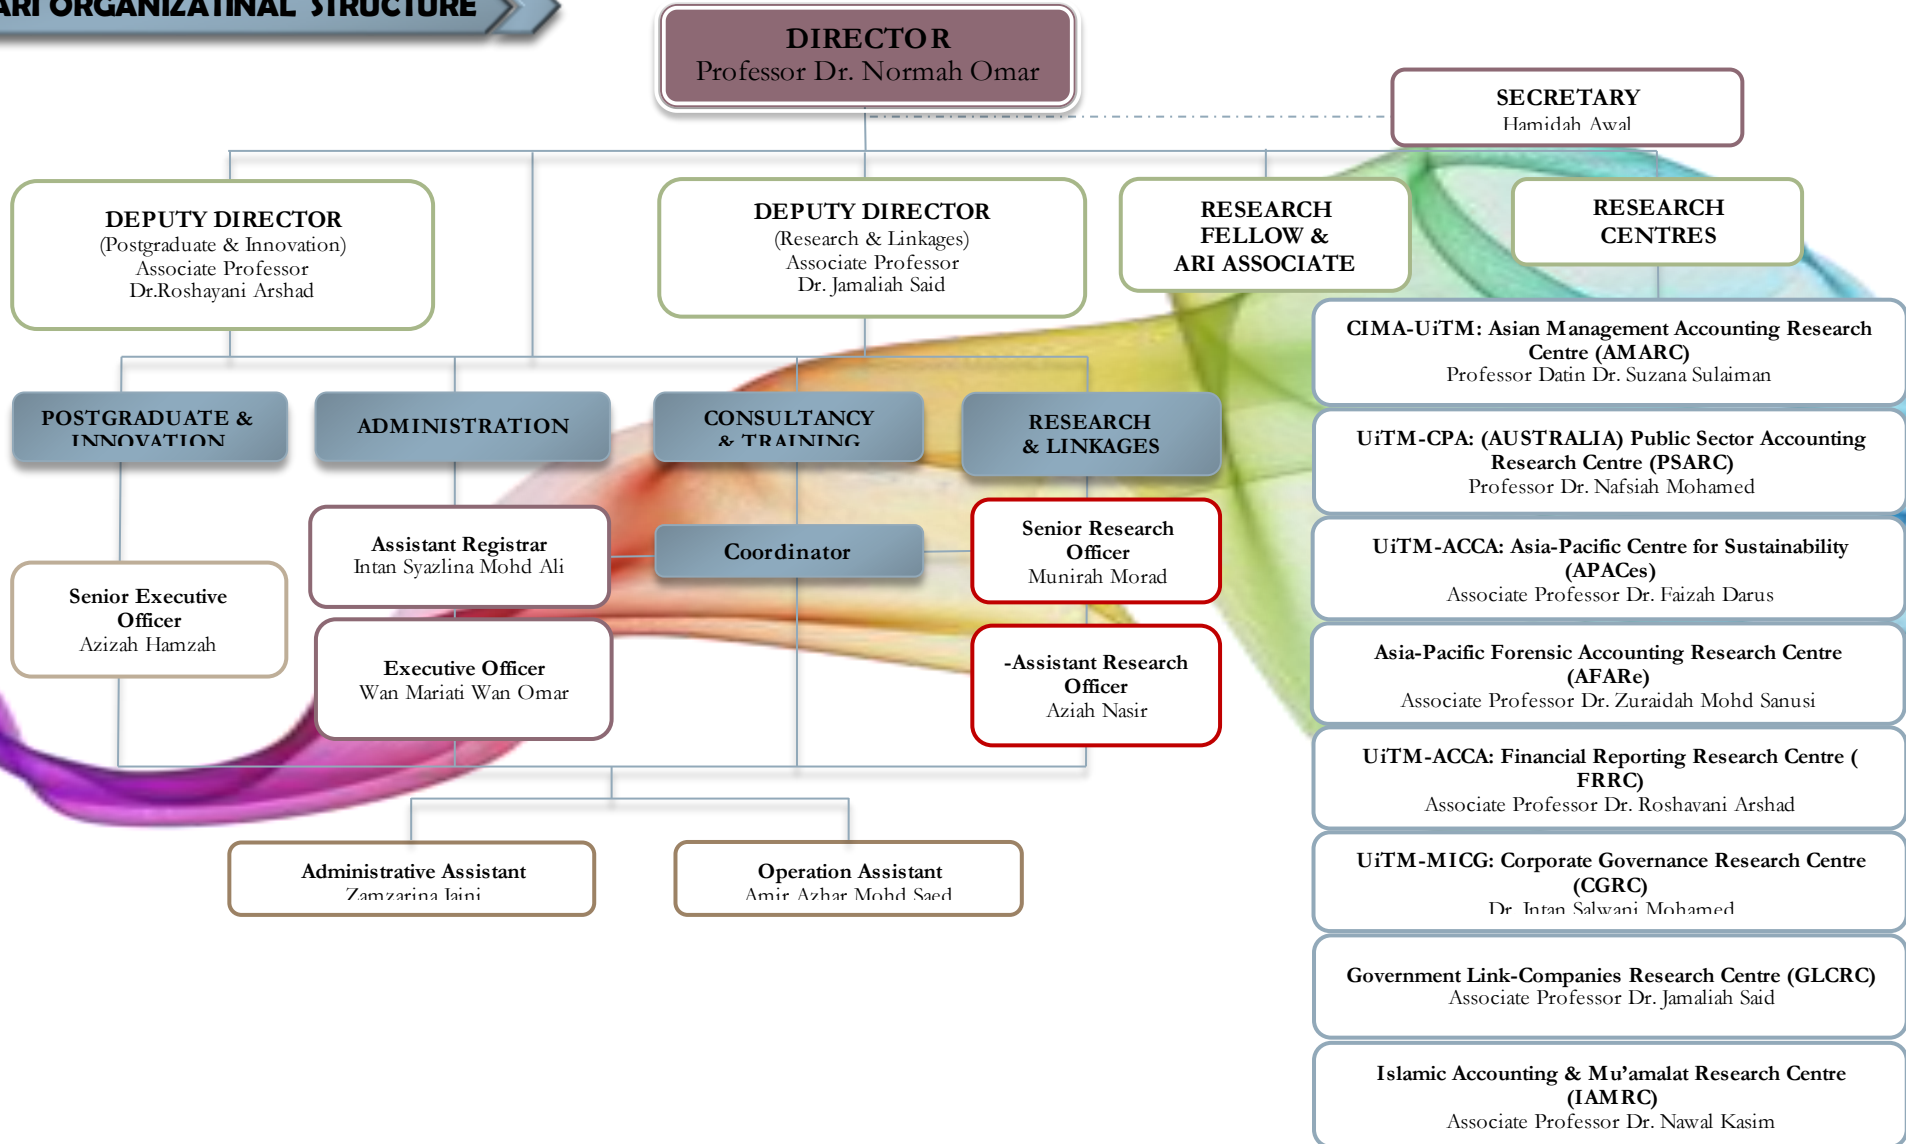 ARI ORGANIZATINAL STRUCTURE
DIRECTOR
Professor Dr. Normah Omar
SECRETARY
Hamidah Awal
DEPUTY DIRECTOR
(Postgraduate & Innovation)
Associate Professor
Dr.Roshayani Arshad
DEPUTY DIRECTOR
(Research & Linkages)
Associate Professor
Dr. Jamaliah Said
RESEARCH
FELLOW &
ARI ASSOCIATE
RESEARCH
CENTRES
POSTGRADUATE &
INNOVATION
ADMINISTRATION
CONSULTANCY
& TRAINING
RESEARCH
& LINKAGES
Senior Executive
Officer
Azizah Hamzah
Assistant Registrar
Intan Syazlina Mohd Ali
Coordinator
Senior Research
Officer
Munirah Morad
Executive Officer
Wan Mariati Wan Omar
-Assistant Research
Officer
Aziah Nasir
Administrative Assistant
Zamzarina Jaini
Operation Assistant
Amir Azhar Mohd Saed
CIMA-UiTM: Asian Management Accounting Research
Centre (AMARC)
Professor Datin Dr. Suzana Sulaiman
UiTM-CPA: (AUSTRALIA) Public Sector Accounting
Research Centre (PSARC)
Professor Dr. Nafsiah Mohamed
UiTM-ACCA: Asia-Pacific Centre for Sustainability
(APACes)
Associate Professor Dr. Faizah Darus
Asia-Pacific Forensic Accounting Research Centre
(AFARe)
Associate Professor Dr. Zuraidah Mohd Sanusi
UiTM-ACCA: Financial Reporting Research Centre (
FRRC)
Associate Professor Dr. Roshayani Arshad
UiTM-MICG: Corporate Governance Research Centre
(CGRC)
Dr. Intan Salwani Mohamed
Government Link-Companies Research Centre (GLCRC)
Associate Professor Dr. Jamaliah Said
Islamic Accounting & Mu’amalat Research Centre
(IAMRC)
Associate Professor Dr. Nawal Kasim